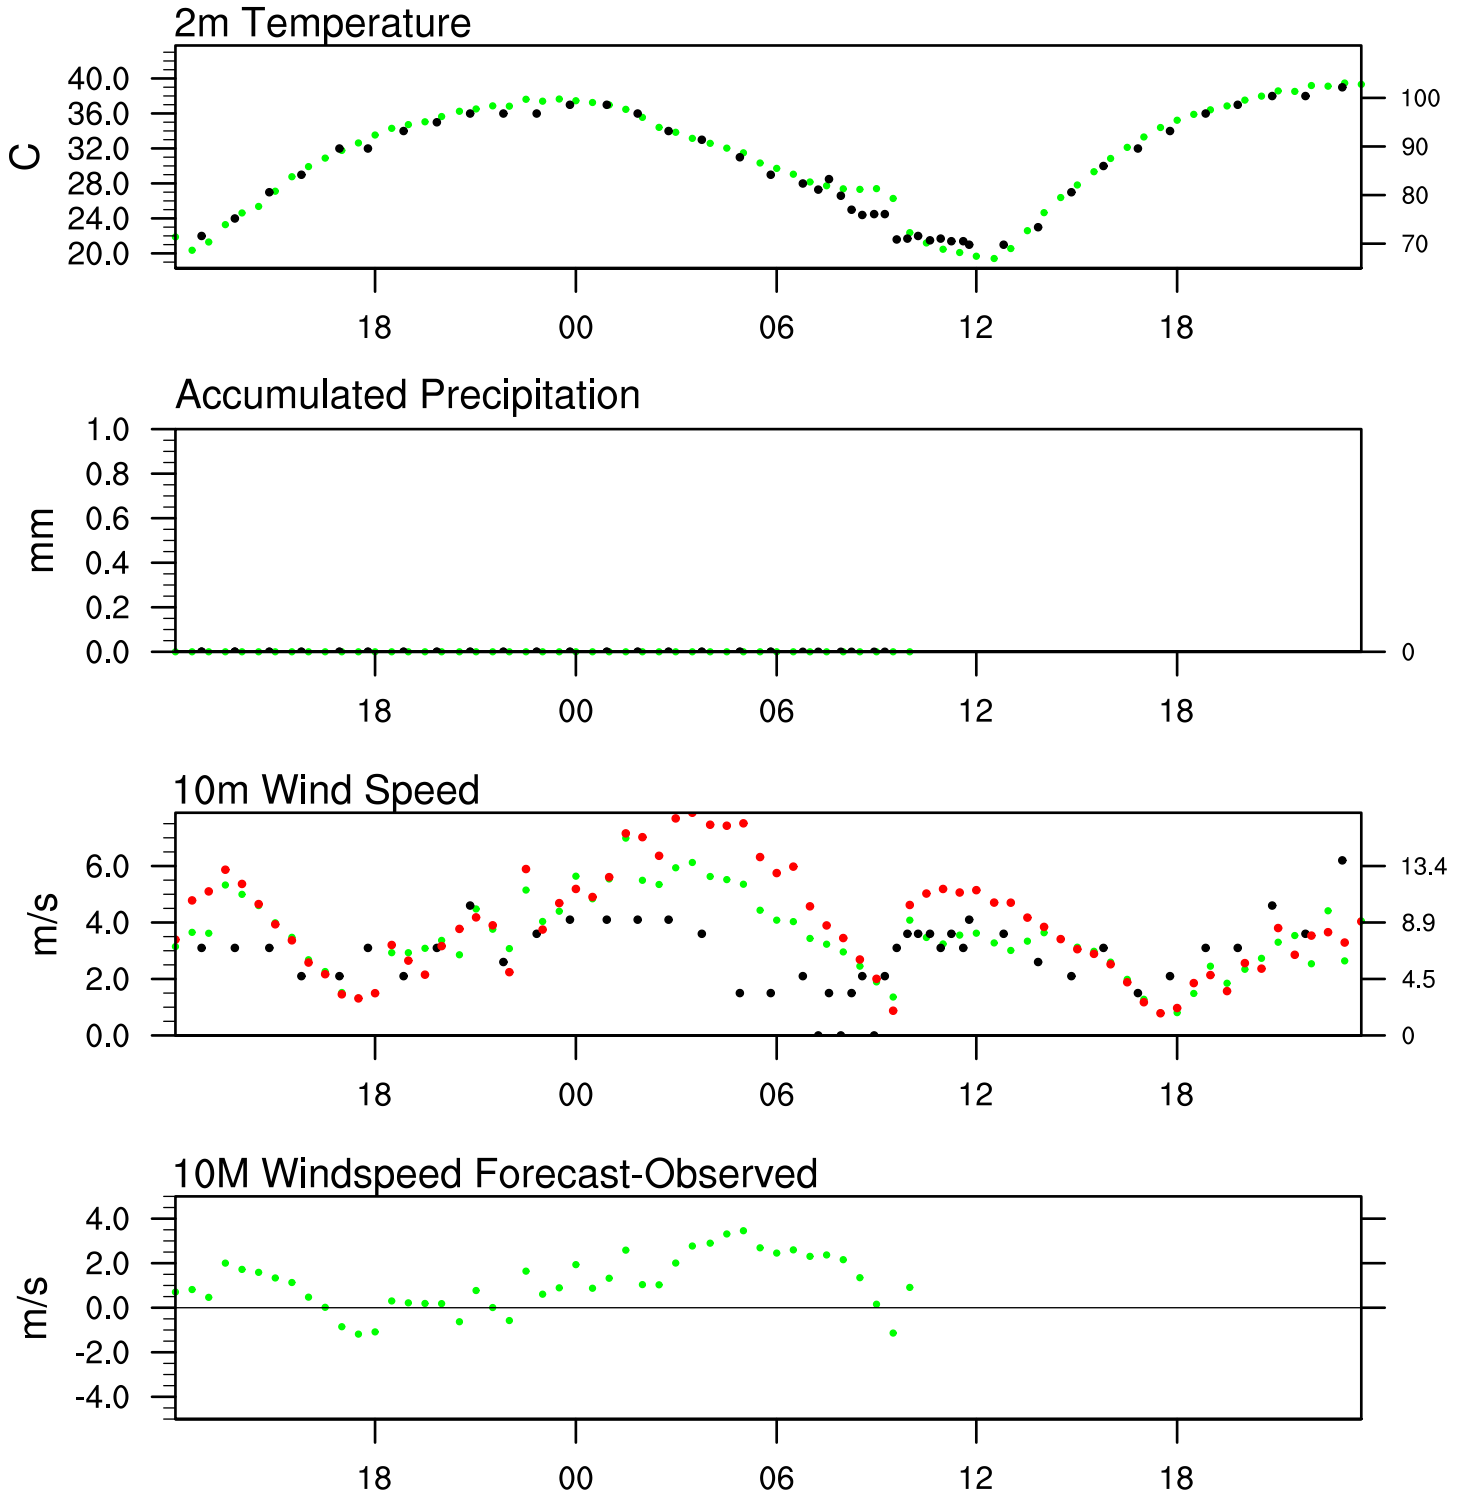 2m Temperature
40.0
36.0
32.0
28.0
24.0
20.0
C
100
90
80
70
18 00 06 12 18
Accumulated Precipitation
1.0
0.8
0.6
0.4
0.2
0.0
mm
0
18 00 06 12 18
10m Wind Speed
6.0
4.0
2.0
0.0
m/s
13.4
8.9
4.5
0
18 00 06 12 18
10M Windspeed Forecast-Observed
4.0
2.0
0.0
-2.0
-4.0
m/s
18 00 06 12 18